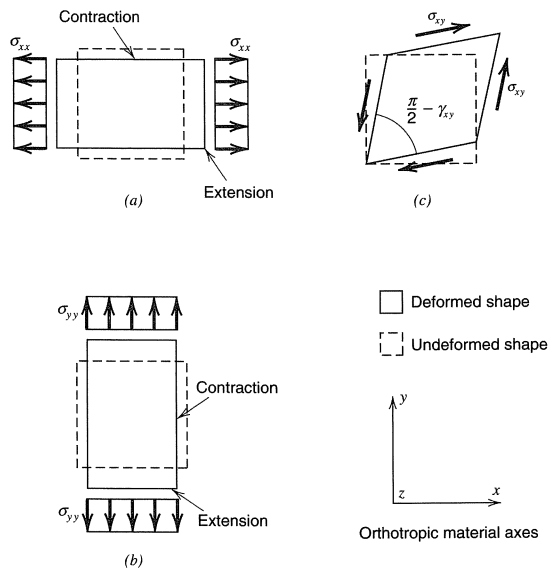 Contraction
σxx
σxx
Extension
(a)
σxy
σxy
π/2 − γxy
(c)
σyy
Contraction
σyy
Extension
(b)
Deformed shape
Undeformed shape
y
z
x
Orthotropic material axes